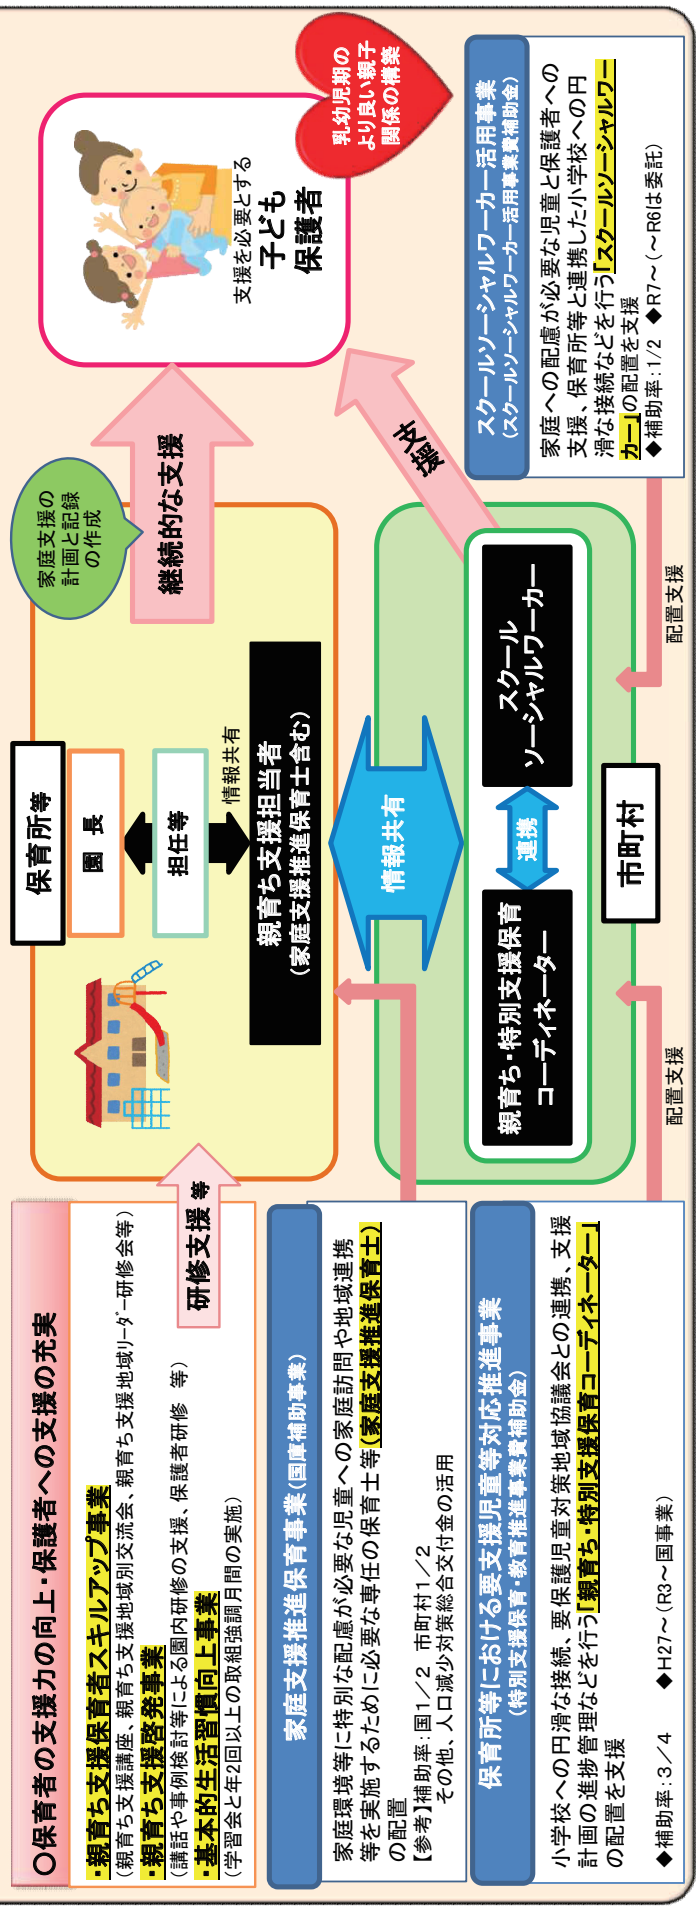 〇保育者の支援力の向上・保護者への支援の充実
・親育ち支援保育者スキルアップ事業
(親育ち支援講座、親育ち支援地域別交流会、親育ち支援地域リーダー研修会等)
・親育ち支援啓発事業
(講話や事例検討等による園内研修の支援、保護者研修　等)
・基本的生活習慣向上事業
(学習会と年2回以上の取組強調月間の実施)
研修支援等
家庭支援推進保育事業(国庫補助事業)
家庭環境等に特別な配慮が必要な児童への家庭訪問や地域連携
等を実施するために必要な専任の保育士等(家庭支援推進保育士)
の配置
【参考】補助率:国1/2　市町村1/2
その他、人口減少対策総合交付金の活用
保育所等における要支援児童等対応推進事業
(特別支援保育・教育推進事業費補助金)
小学校への円滑な接続、要保護児童対策地域協議会との連携、支援
計画の進捗管理などを行う「親育ち・特別支援保育コーディネーター」
の配置を支援
◆補助率:3/4　◆H27～(R3～国事業)
保育所等
園　長
担任等
情報共有
親育ち支援担当者
(家庭支援推進保育士含む)
家庭支援の
計画と記録
の作成
継続的な支援
情報共有
親育ち・特別支援保育
コーディネーター
連携
スクール
ソーシャルワーカー
市町村
配置支援
配置支援
支援
支援を必要とする
子ども
保護者
乳幼児期の
より良い親子
関係の構築
スクールソーシャルワーカー活用事業
(スクールソーシャルワーカー活用事業費補助金)
家庭への配慮が必要な児童と保護者への
支援、保育所等と連携した小学校への円
滑な接続などを行う「スクールソーシャルワー
カー」の配置を支援
◆補助率:1/2　◆R7～(～R6は委託)